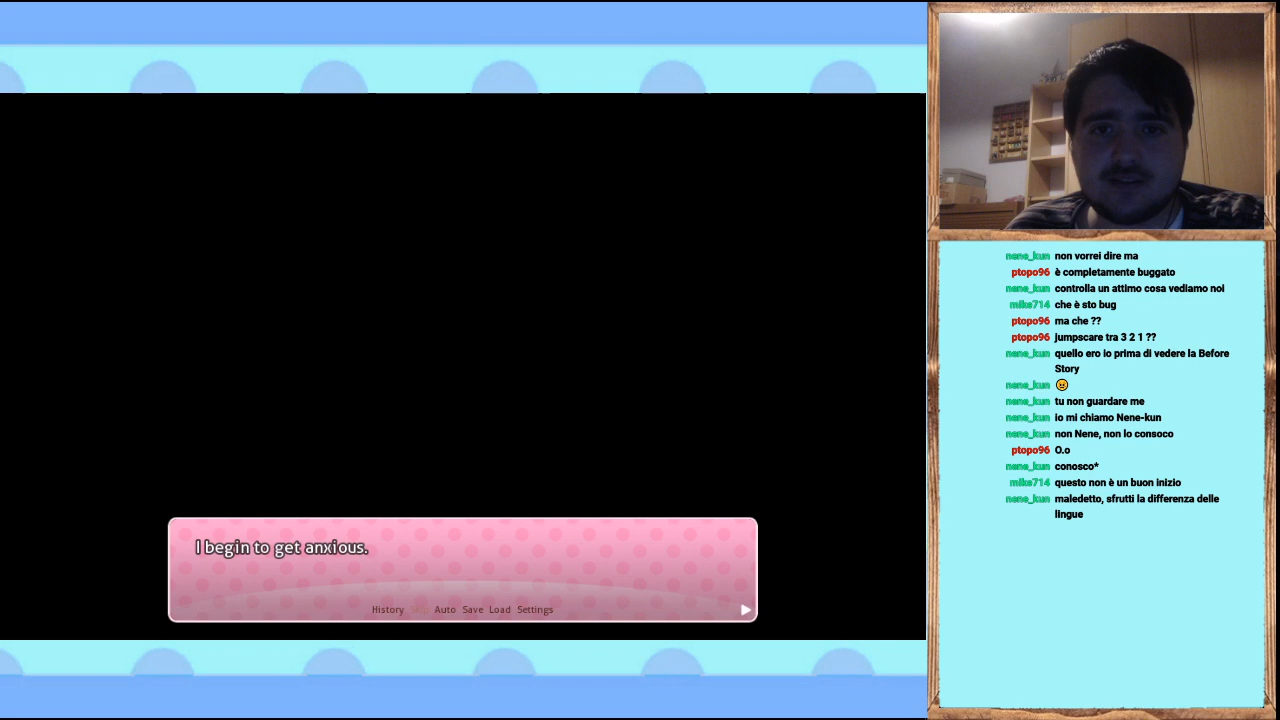 I begin to get anxious.
History Skip Auto Save Load Settings
nene_kun non vorrei dire ma
ptopo96 è completamente buggato
nene_kun controlla un attimo cosa vediamo noi
mike714 che è sto bug
ptopo96 ma che ??
ptopo96 jumpscare tra 3 2 1 ??
nene_kun quello ero io prima di vedere la Before
Story
nene_kun 😠
nene_kun tu non guardare me
nene_kun io mi chiamo Nene-kun
nene_kun non Nene, non lo consoco
ptopo96 O.o
nene_kun conosco*
mike714 questo non è un buon inizio
nene_kun maledetto, sfrutti la differenza delle
lingue